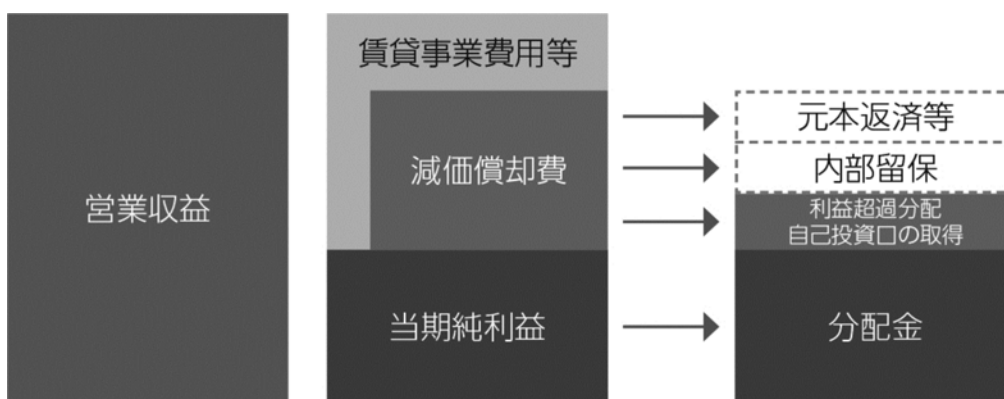 営業収益
賃貸事業費用等
減価償却費
当期純利益
元本返済等
内部留保
利益超過分配
自己投資口の取得
分配金